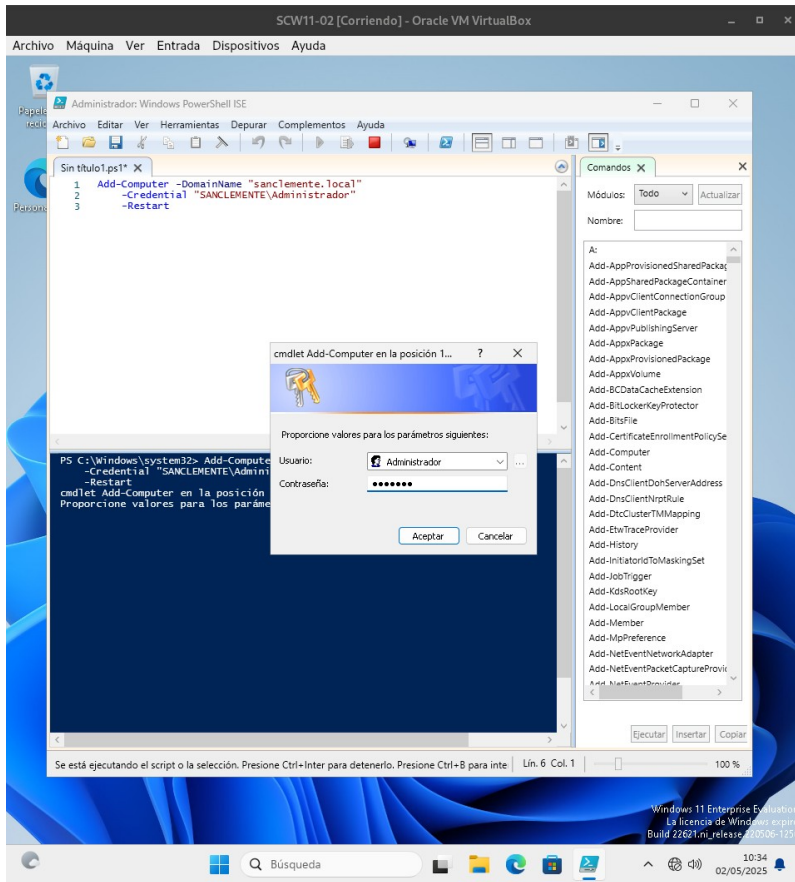 SCW11-02 [Corriendo] - Oracle VM VirtualBox
Archivo Máquina Ver Entrada Dispositivos Ayuda
Administrador: Windows PowerShell ISE
Archivo Editar Ver Herramientas Depurar Complementos Ayuda
Sin título1.ps1* X
1 Add-Computer -DomainName "sanclemente.local"
2 -Credential "SANCLEMENTE\Administrador"
3 -Restart
Comandos X
Módulos: Todo Actualizar
Nombre:
A:
Add-AppProvisionedSharedPackag
Add-AppSharedPackageContainer
Add-AppvClientConnectionGroup
Add-AppvClientPackage
Add-AppvPublishingServer
Add-AppxPackage
Add-AppxProvisionedPackage
Add-AppxVolume
Add-BCDataCacheExtension
Add-BitLockerKeyProtector
Add-BitsFile
Add-CertificateEnrollmentPolicySe
Add-Computer
Add-Content
Add-DnsClientDohServerAddress
Add-DnsClientNrptRule
Add-DtcClusterTMMapping
Add-EtwTraceProvider
Add-History
Add-InitiatorIdToMaskingSet
Add-JobTrigger
Add-KdsRootKey
Add-LocalGroupMember
Add-Member
Add-MpPreference
Add-NetEventNetworkAdapter
Add-NetEventPacketCaptureProvic
Add-NetEventProvider
Ejecutar Insertar Copiar
cmdlet Add-Computer en la posición 1... ? X
Proporcione valores para los parámetros siguientes:
Usuario: Administrador ...
Contraseña: ●●●●●●●
Aceptar Cancelar
PS C:\Windows\system32> Add-Compute
-Credential "SANCLEMENTE\Admini
-Restart
cmdlet Add-Computer en la posición
Proporcione valores para los paráme
Se está ejecutando el script o la selección. Presione Ctrl+Inter para detenerlo. Presione Ctrl+B para inte Lín. 6 Col. 1 100 %
Windows 11 Enterprise Evaluatio
La licencia de Windows expir
Build 22621.ni_release.220506-125
Búsqueda
10:34
02/05/2025